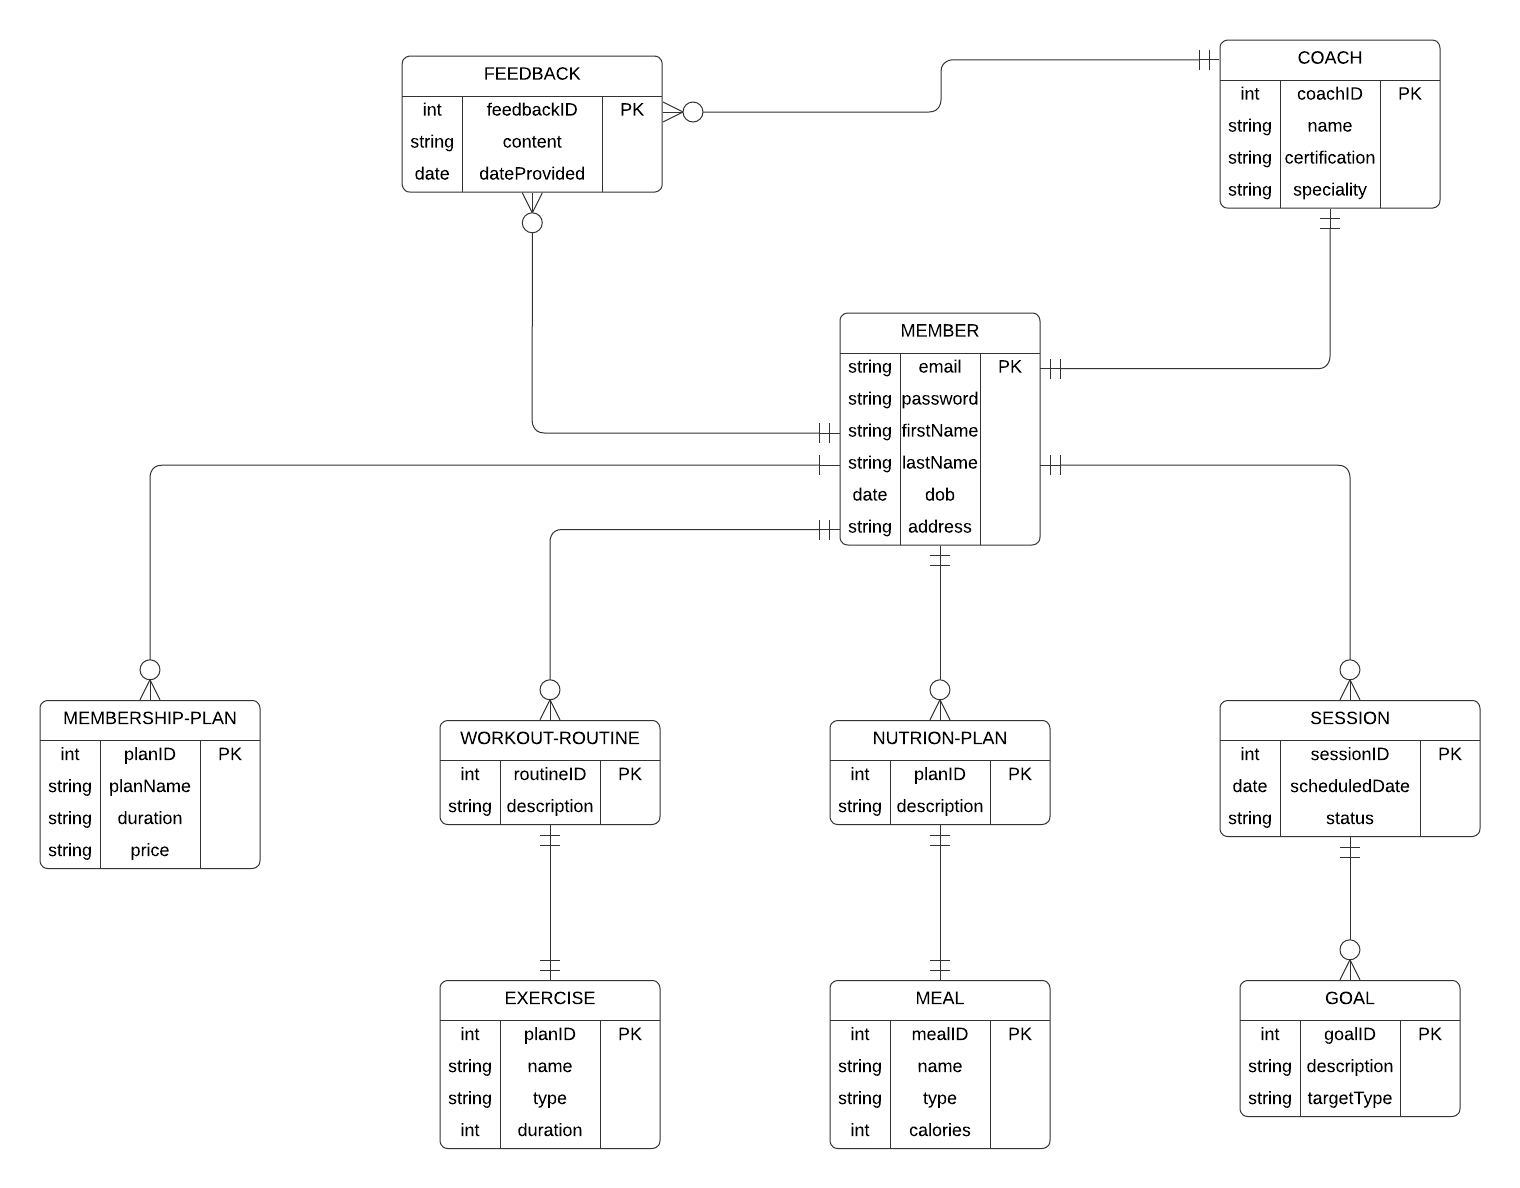 FEEDBACK
int feedbackID PK
string content
date dateProvided
COACH
int coachID PK
string name
string certification
string speciality
MEMBER
string email PK
string password
string firstName
string lastName
date dob
string address
MEMBERSHIP-PLAN
int planID PK
string planName
string duration
string price
WORKOUT-ROUTINE
int routineID PK
string description
NUTRION-PLAN
int planID PK
string description
SESSION
int sessionID PK
date scheduledDate
string status
EXERCISE
int planID PK
string name
string type
int duration
MEAL
int mealID PK
string name
string type
int calories
GOAL
int goalID PK
string description
string targetType